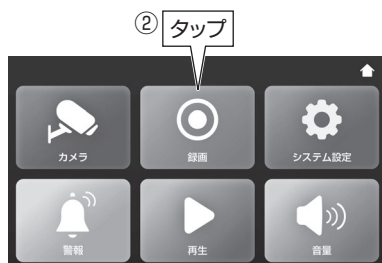 ② タップ
カメラ 録画 システム設定
警報 再生 音量